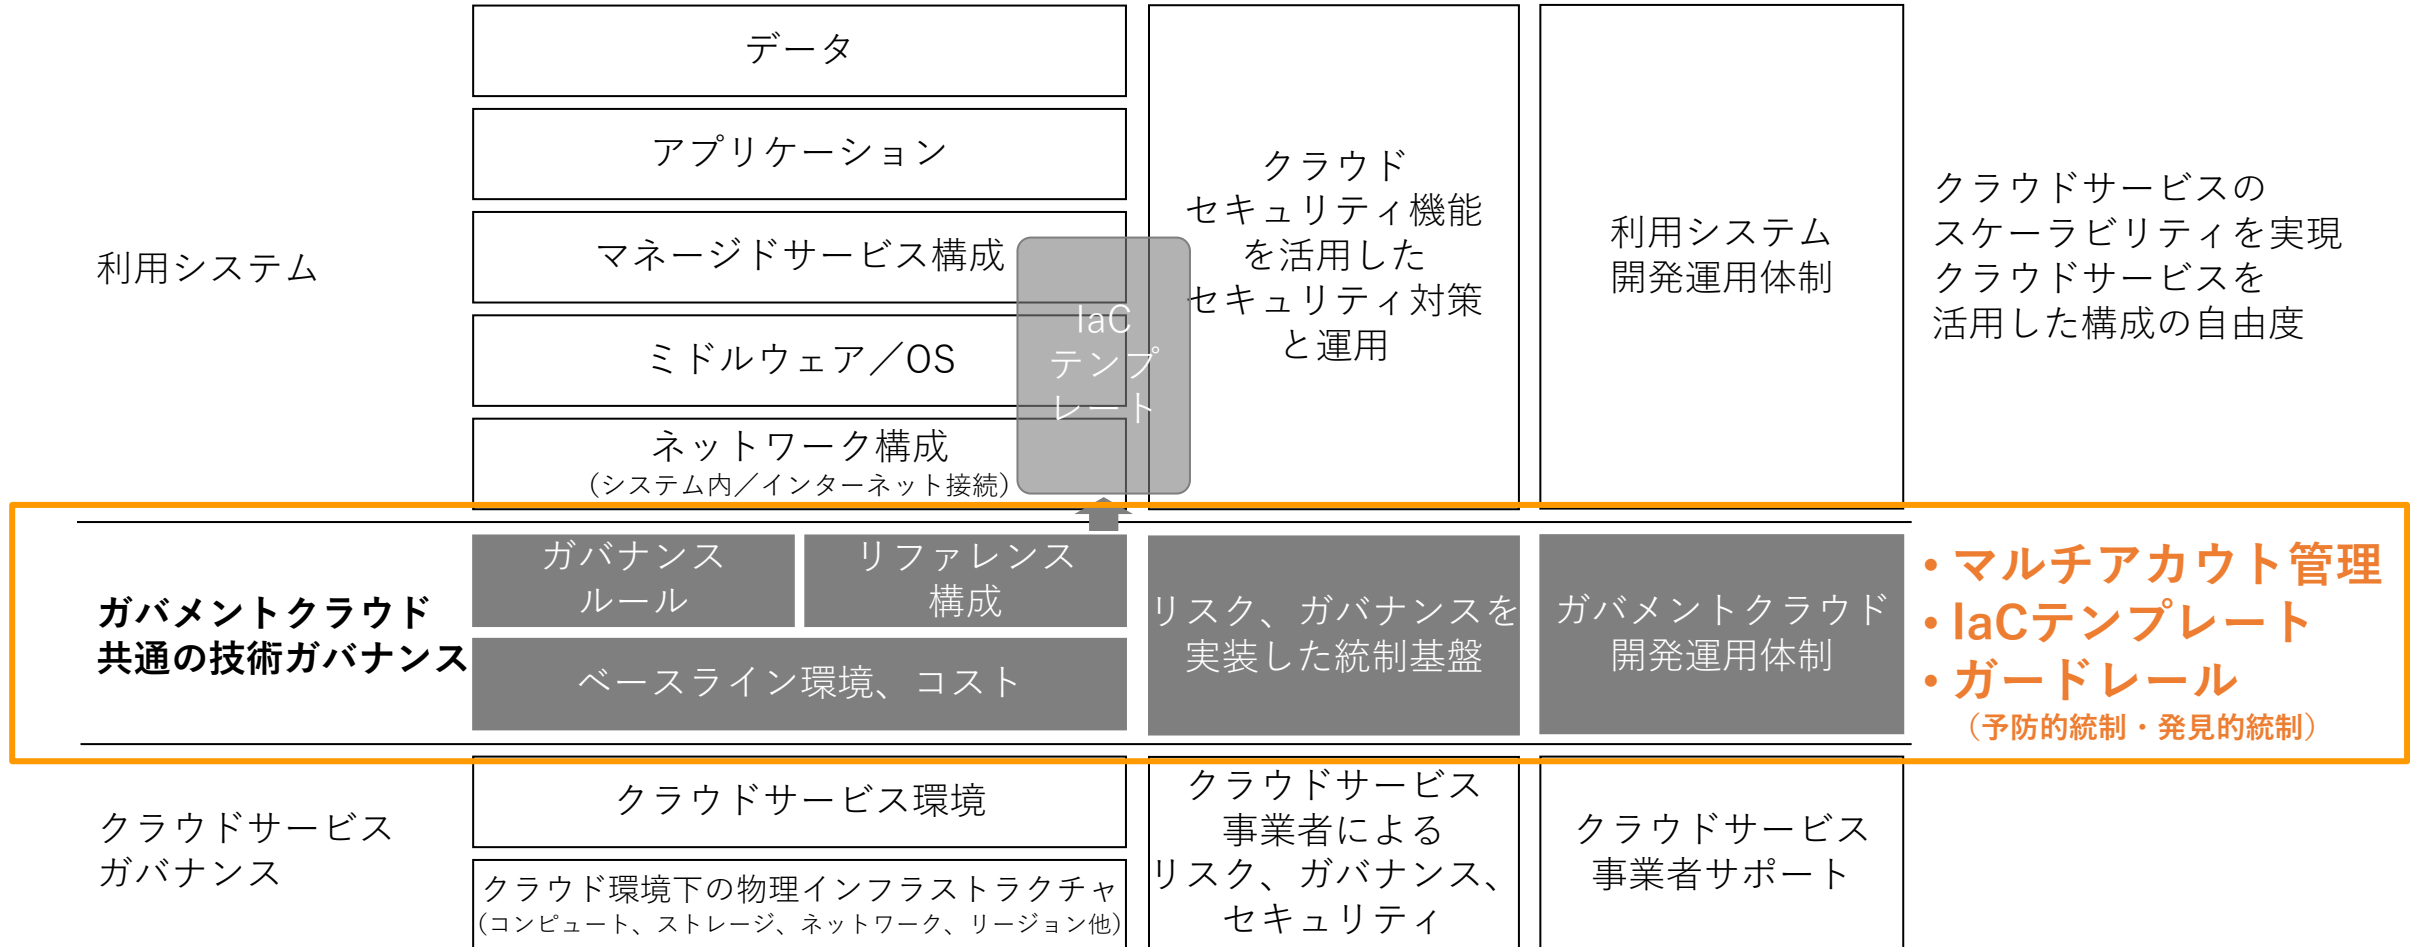 利用システム
データ
アプリケーション
マネージドサービス構成
ミドルウェア／OS
ネットワーク構成
（システム内／インターネット接続）
IaC
テンプ
レート
クラウド
セキュリティ機能
を活用した
セキュリティ対策
と運用
利用システム
開発運用体制
クラウドサービスの
スケーラビリティを実現
クラウドサービスを
活用した構成の自由度
ガバメントクラウド
共通の技術ガバナンス
ガバナンス
ルール
リファレンス
構成
ベースライン環境、コスト
リスク、ガバナンスを
実装した統制基盤
ガバメントクラウド
開発運用体制
・マルチアカウト管理
・IaCテンプレート
・ガードレール
（予防的統制・発見的統制）
クラウドサービス
ガバナンス
クラウドサービス環境
クラウド環境下の物理インフラストラクチャ
（コンピュート、ストレージ、ネットワーク、リージョン他）
クラウドサービス
事業者による
リスク、ガバナンス、
セキュリティ
クラウドサービス
事業者サポート